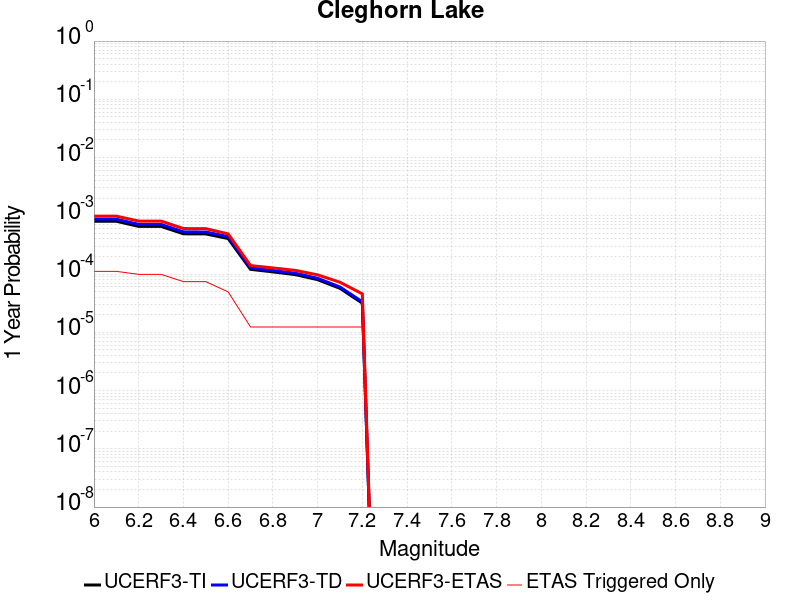 Cleghorn Lake
10^0
10^-1
10^-2
10^-3
10^-4
10^-5
10^-6
10^-7
10^-8
1 Year Probability
6 6.2 6.4 6.6 6.8 7 7.2 7.4 7.6 7.8 8 8.2 8.4 8.6 8.8 9
Magnitude
UCERF3-TI UCERF3-TD UCERF3-ETAS ETAS Triggered Only